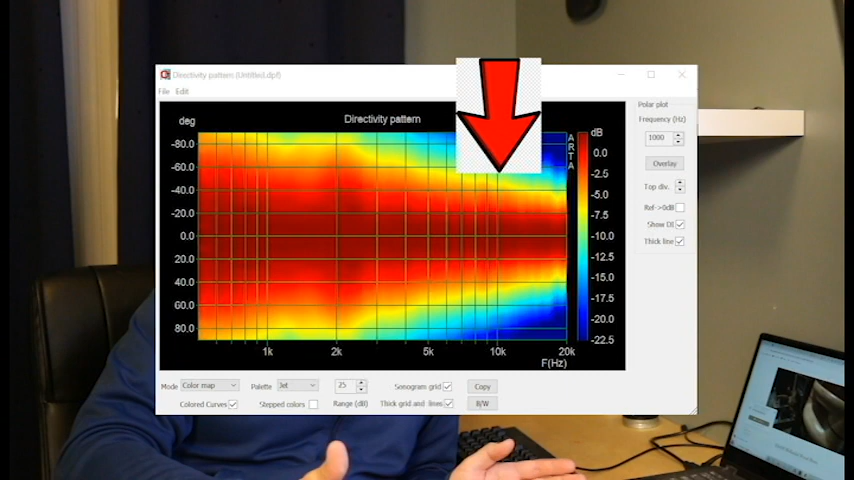 Directivity pattern (Untitled.dpf)
File Edit
deg
Directivity pattern
-80.0
-60.0
-40.0
-20.0
0.0
20.0
40.0
60.0
80.0
1k 2k 5k 10k 20k
F(Hz)
A
R
T
A
dB
0.0
-2.5
-5.0
-7.5
-10.0
-12.5
-15.0
-17.5
-20.0
-22.5
Polar plot
Frequency (Hz)
1000
Overlay
Top div.
Ref->0dB
Show DI
Thick line
Mode Color map Palette Jet 25 Sonogram grid Copy
Colored Curves Stepped colors Range (dB) Thick grid and lines B/W